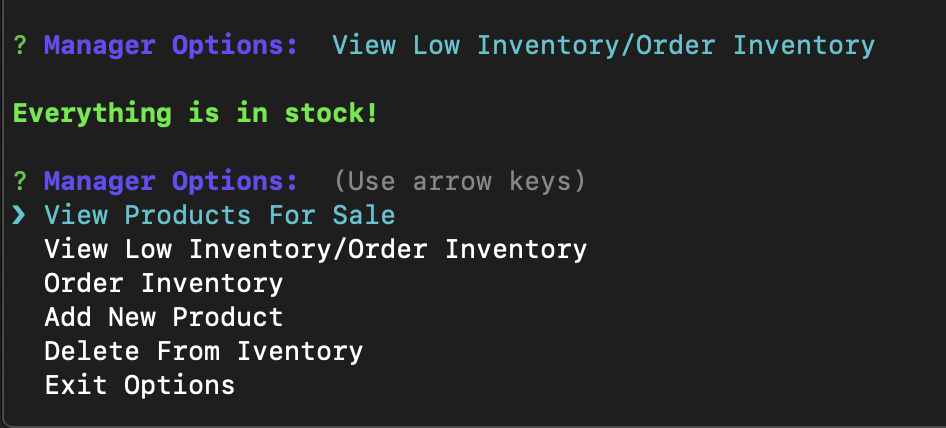 ? Manager Options:  View Low Inventory/Order Inventory
Everything is in stock!
? Manager Options:  (Use arrow keys)
❯ View Products For Sale
View Low Inventory/Order Inventory
Order Inventory
Add New Product
Delete From Iventory
Exit Options